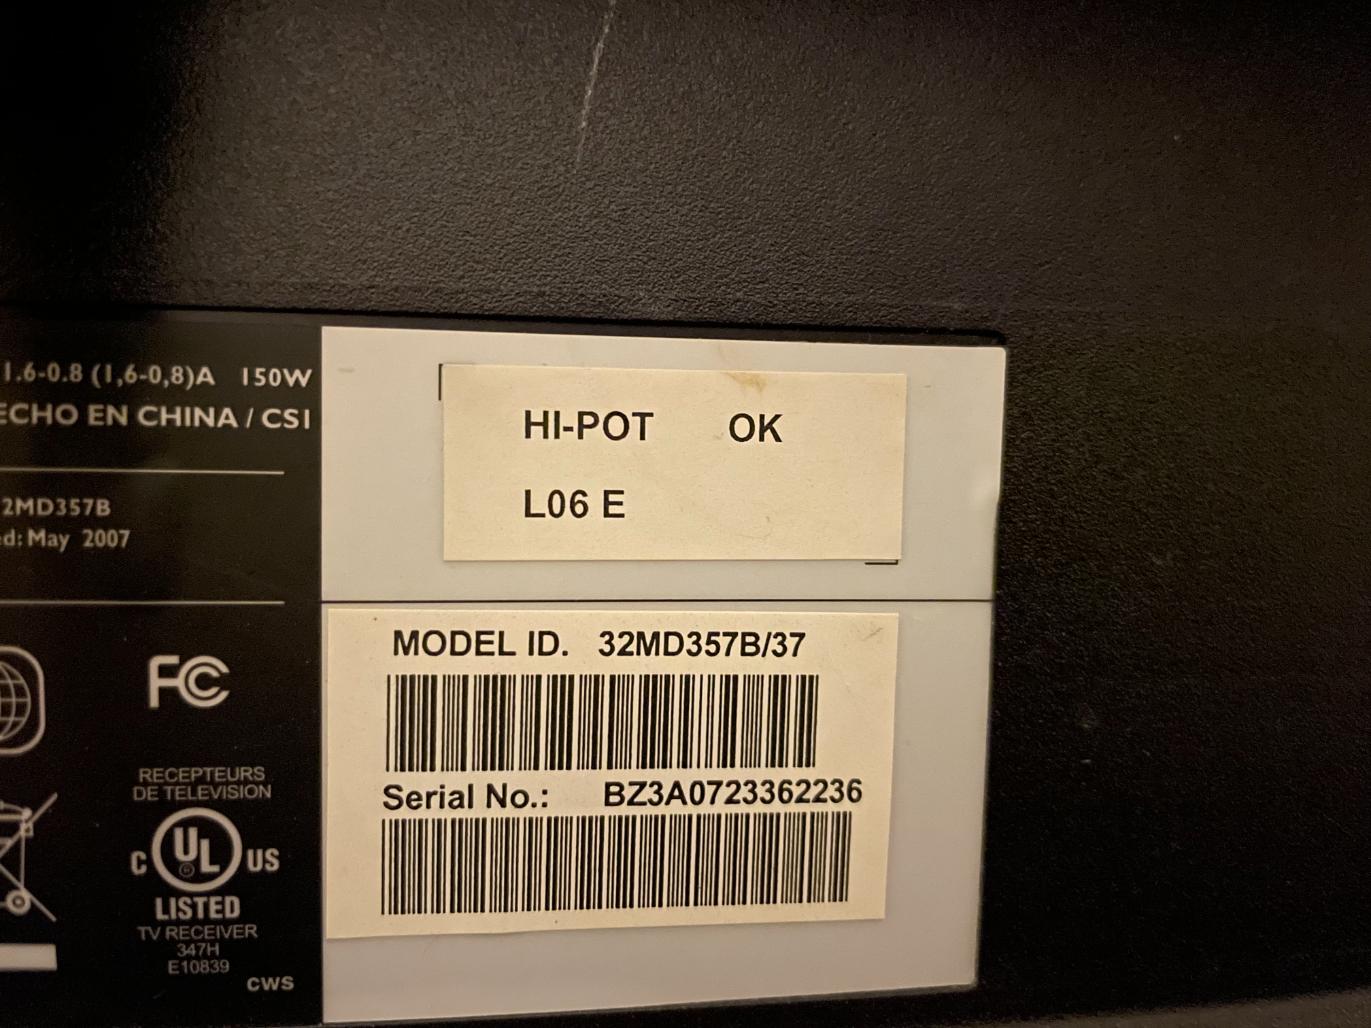 1.6-0.8 (1,6-0,8)A 150W
ECHO EN CHINA / CSI
2MD357B
ed: May 2007
FC
RECEPTEURS
DE TELEVISION
C UL US
®
LISTED
TV RECEIVER
347H
E10839
CWS
HI-POT OK
L06 E
MODEL ID. 32MD357B/37
Serial No.: BZ3A0723362236